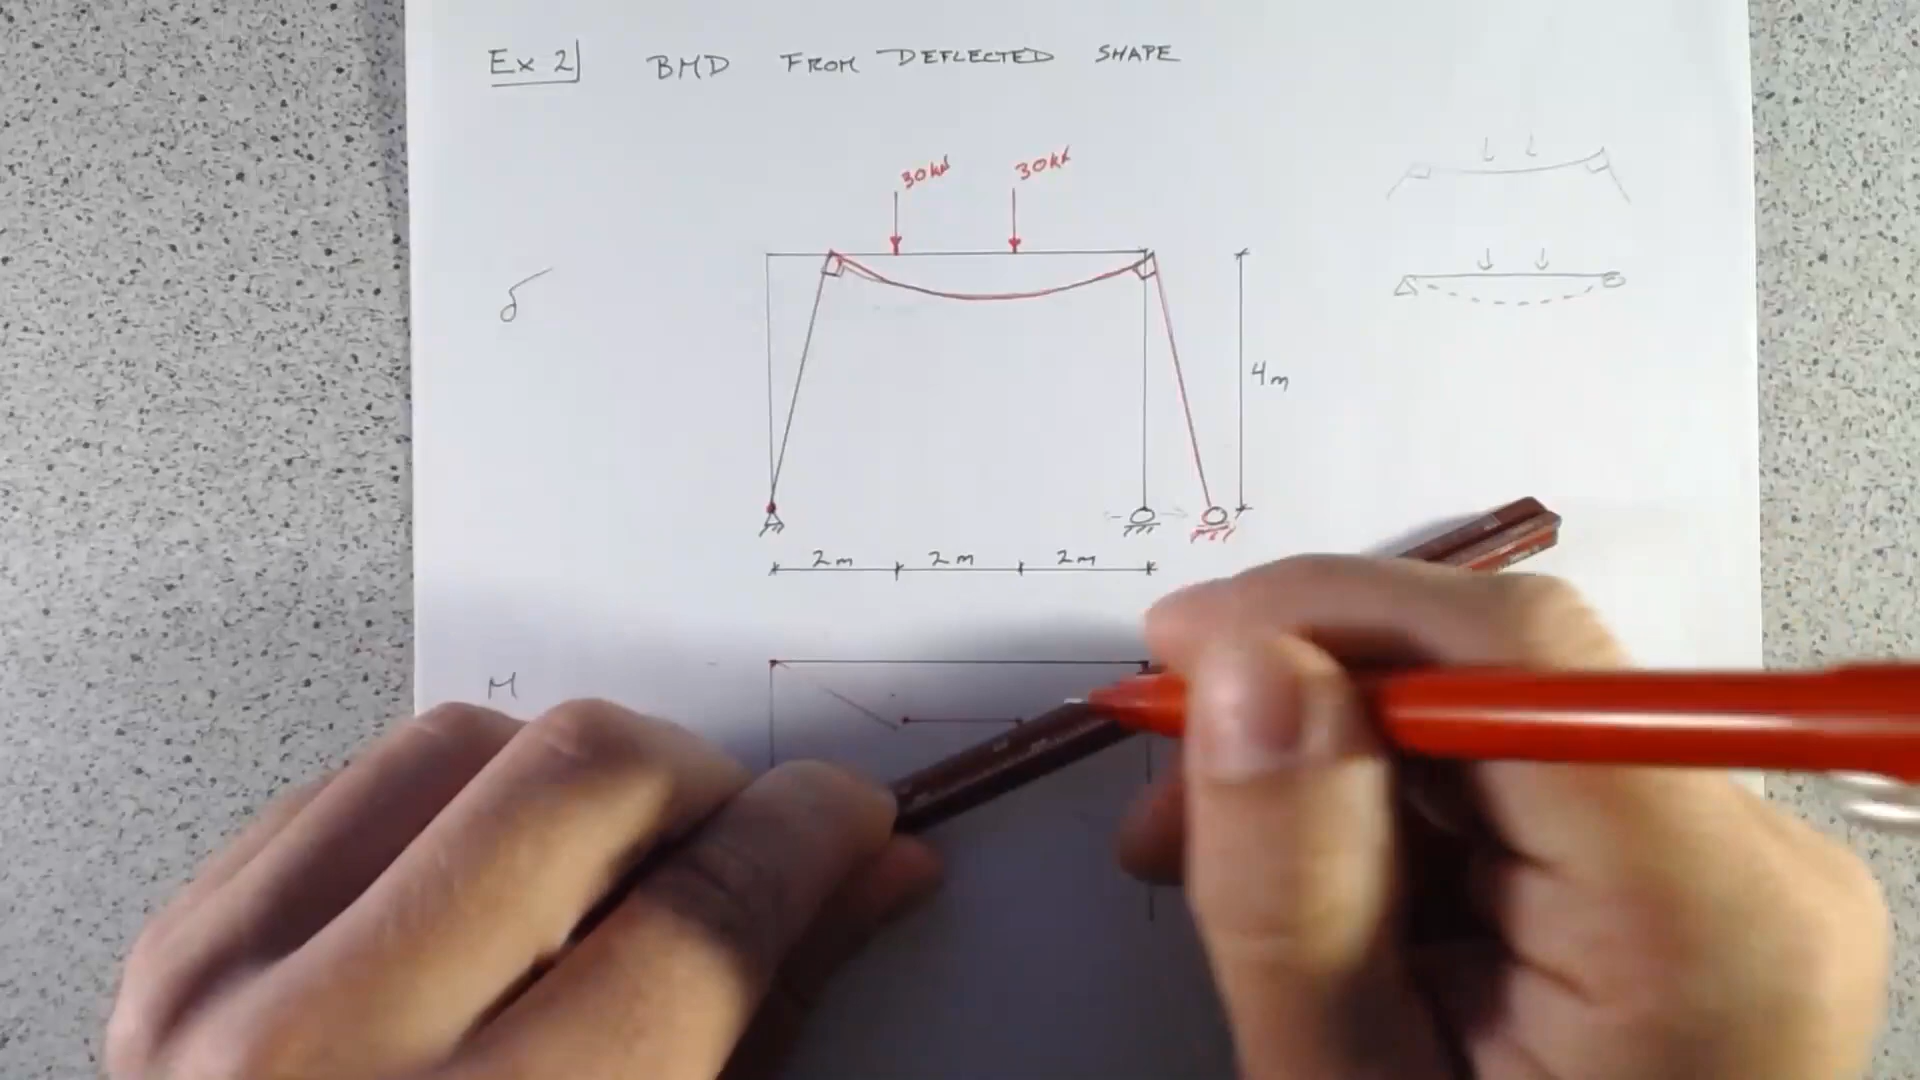 Ex 2 BMD FROM DEFLECTED SHAPE
30kN 30kN
δ
4m
2m 2m 2m
M